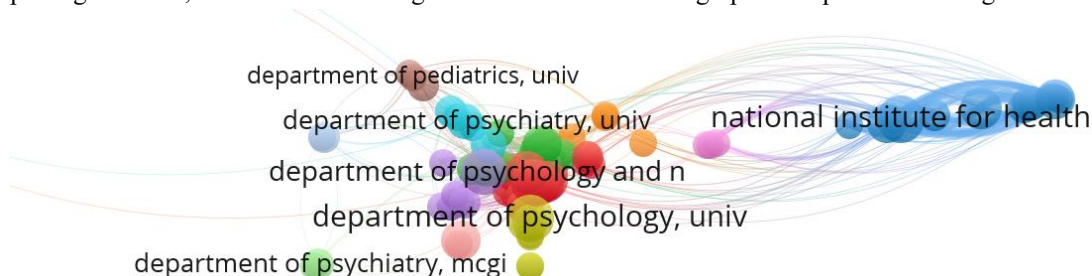 department of pediatrics, univ
department of psychiatry, univ
national institute for health
department of psychology and n
department of psychology, univ
department of psychiatry, mcgi